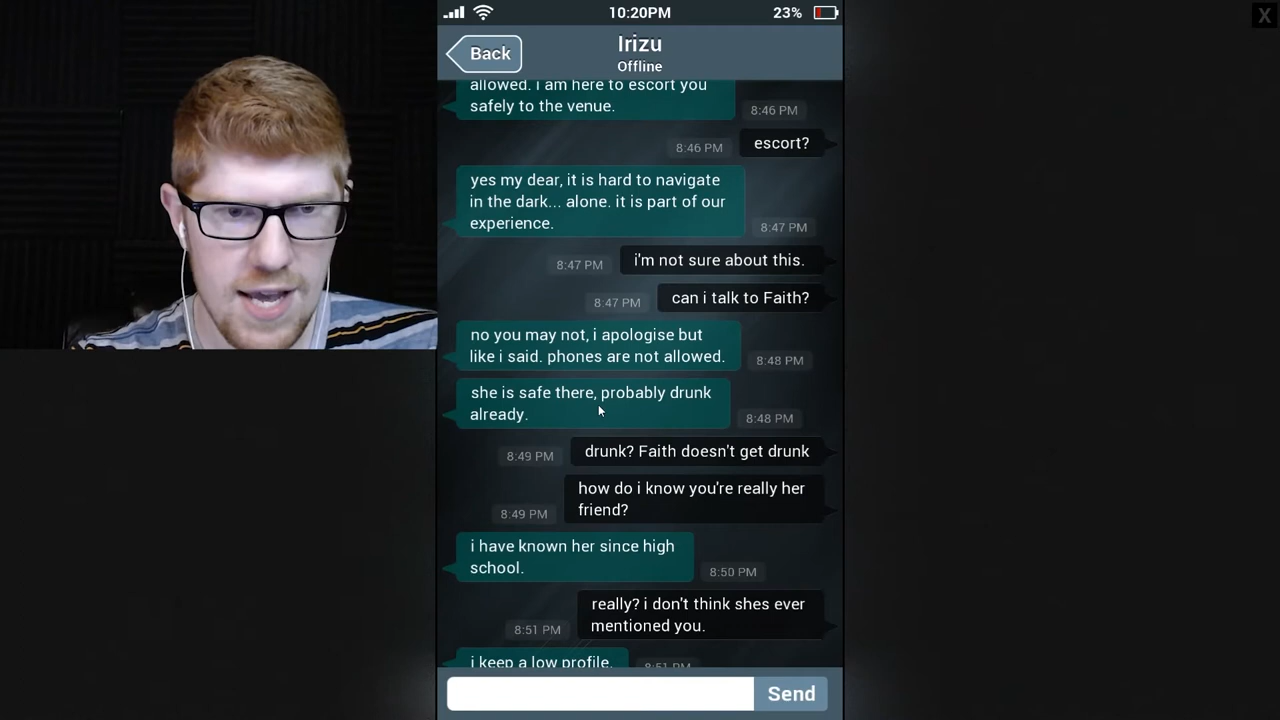 10:20PM
23%
X
Back
Irizu
Offline
allowed. i am here to escort you
safely to the venue.
8:46 PM
8:46 PM
escort?
yes my dear, it is hard to navigate
in the dark... alone. it is part of our
experience.
8:47 PM
8:47 PM
i'm not sure about this.
8:47 PM
can i talk to Faith?
no you may not, i apologise but
like i said. phones are not allowed.
8:48 PM
she is safe there, probably drunk
already.
8:48 PM
8:49 PM
drunk? Faith doesn't get drunk
how do i know you're really her
friend?
8:49 PM
i have known her since high
school.
8:50 PM
really? i don't think shes ever
mentioned you.
8:51 PM
i keep a low profile.
8:51 PM
Send